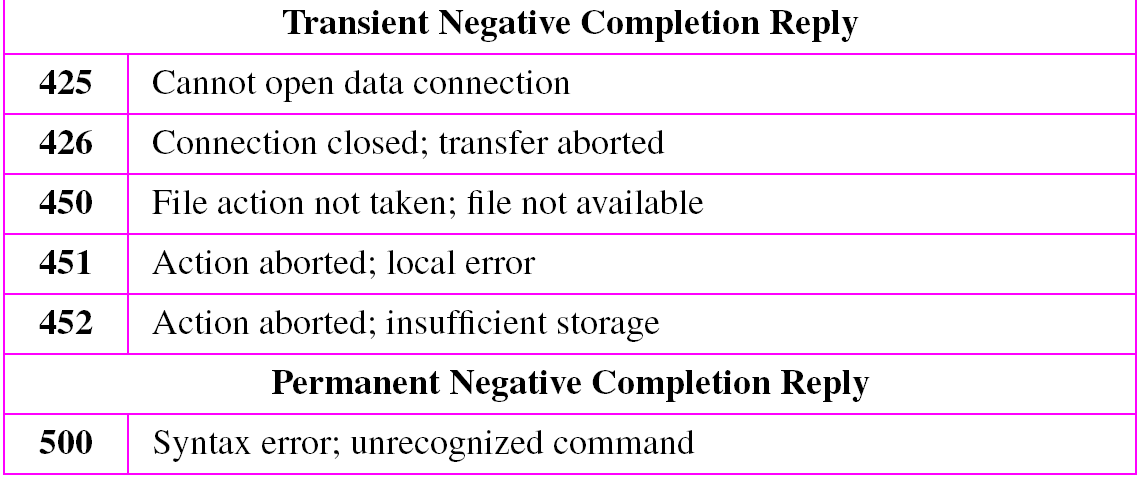 Transient Negative Completion Reply
425 Cannot open data connection
426 Connection closed; transfer aborted
450 File action not taken; file not available
451 Action aborted; local error
452 Action aborted; insufficient storage
Permanent Negative Completion Reply
500 Syntax error; unrecognized command